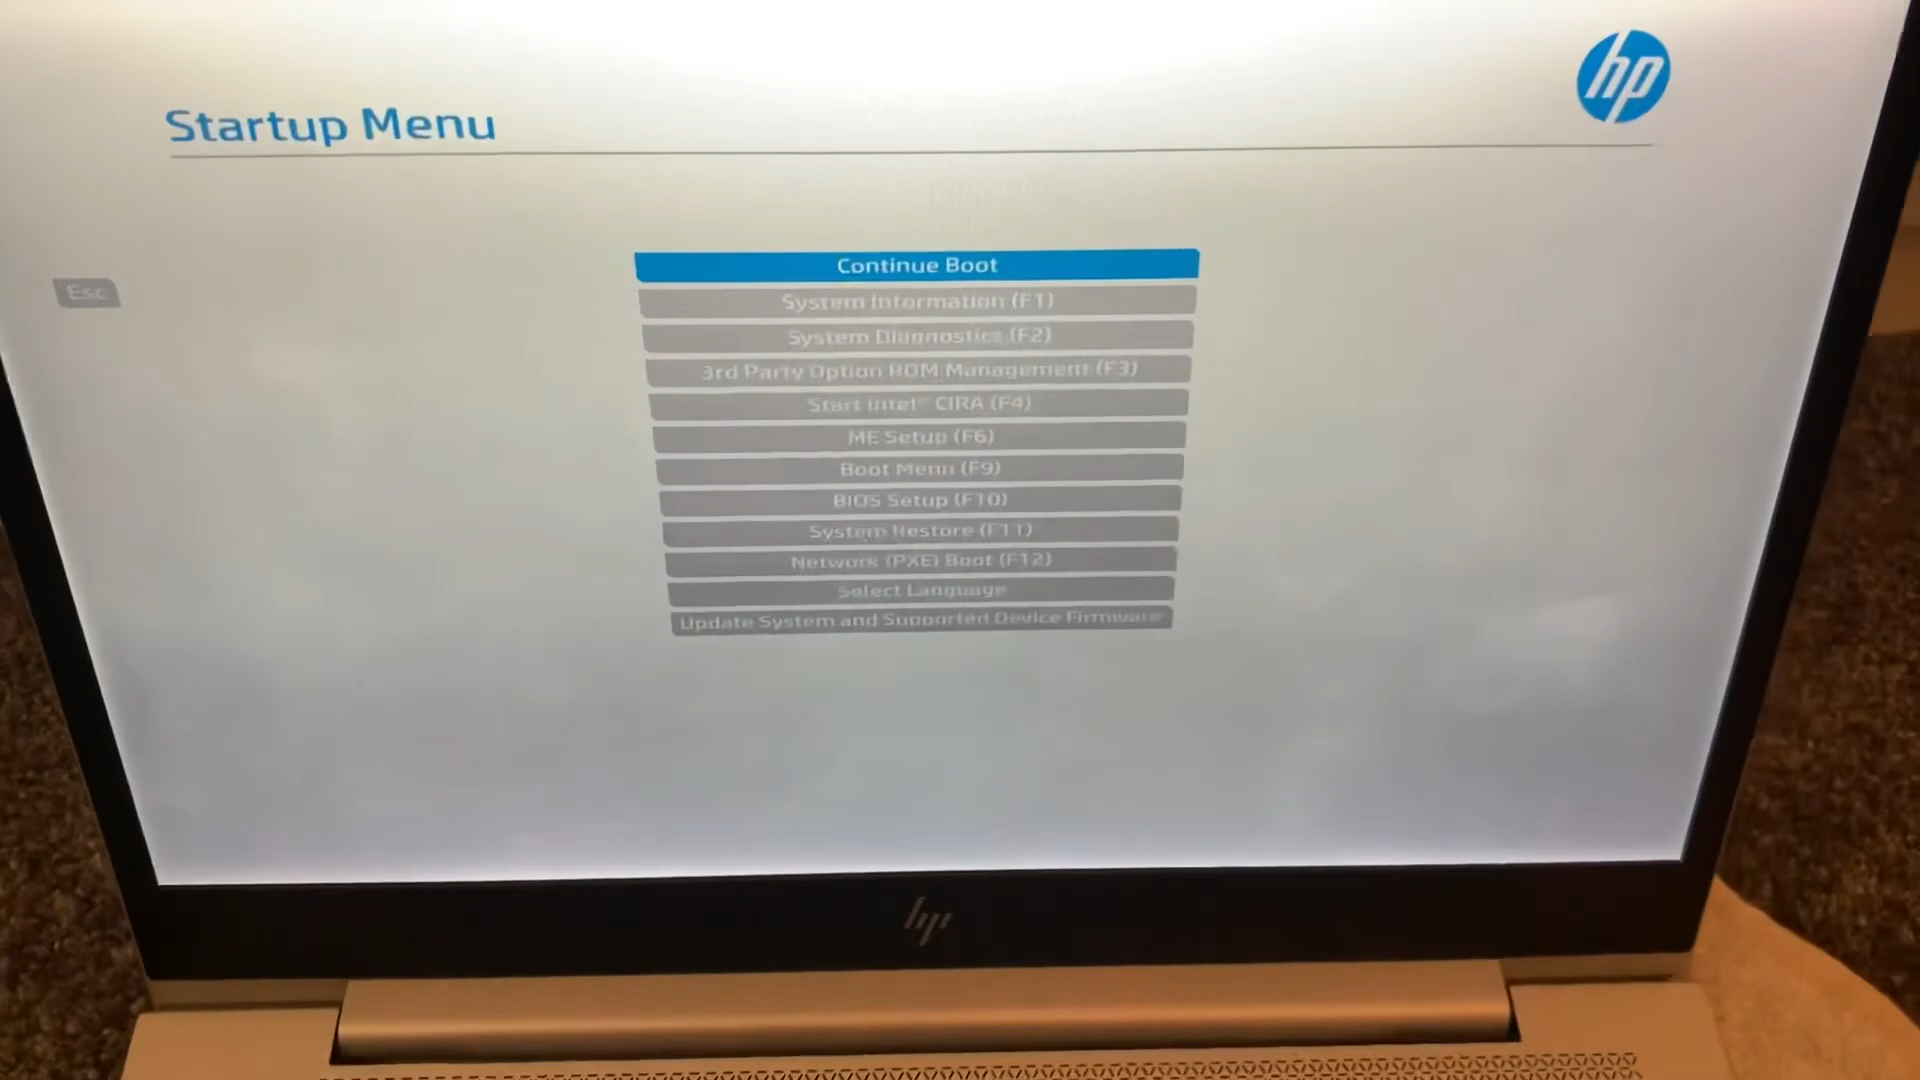 hp
Startup Menu
Esc
Continue Boot
System Information (F1)
System Diagnostics (F2)
3rd Party Option ROM Management (F3)
Start Intel® CIRA (F4)
ME Setup (F6)
Boot Menu (F9)
BIOS Setup (F10)
System Restore (F11)
Network (PXE) Boot (F12)
Select Language
Update System and Supported Device Firmware
hp